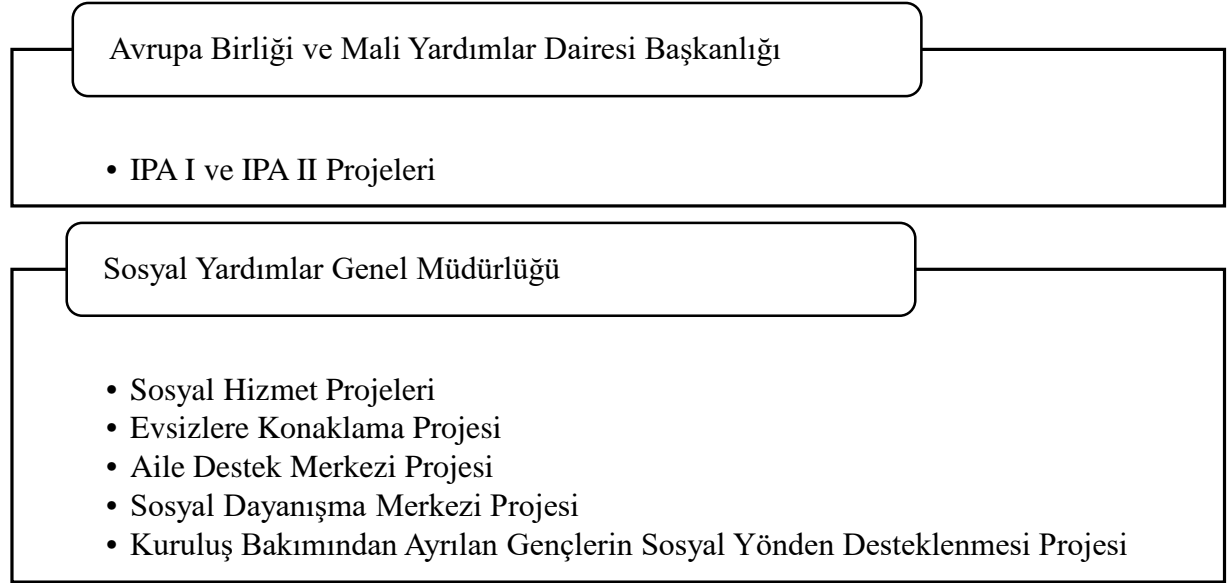 Avrupa Birliği ve Mali Yardımlar Dairesi Başkanlığı
• IPA I ve IPA II Projeleri
Sosyal Yardımlar Genel Müdürlüğü
• Sosyal Hizmet Projeleri
• Evsizlere Konaklama Projesi
• Aile Destek Merkezi Projesi
• Sosyal Dayanışma Merkezi Projesi
• Kuruluş Bakımından Ayrılan Gençlerin Sosyal Yönden Desteklenmesi Projesi